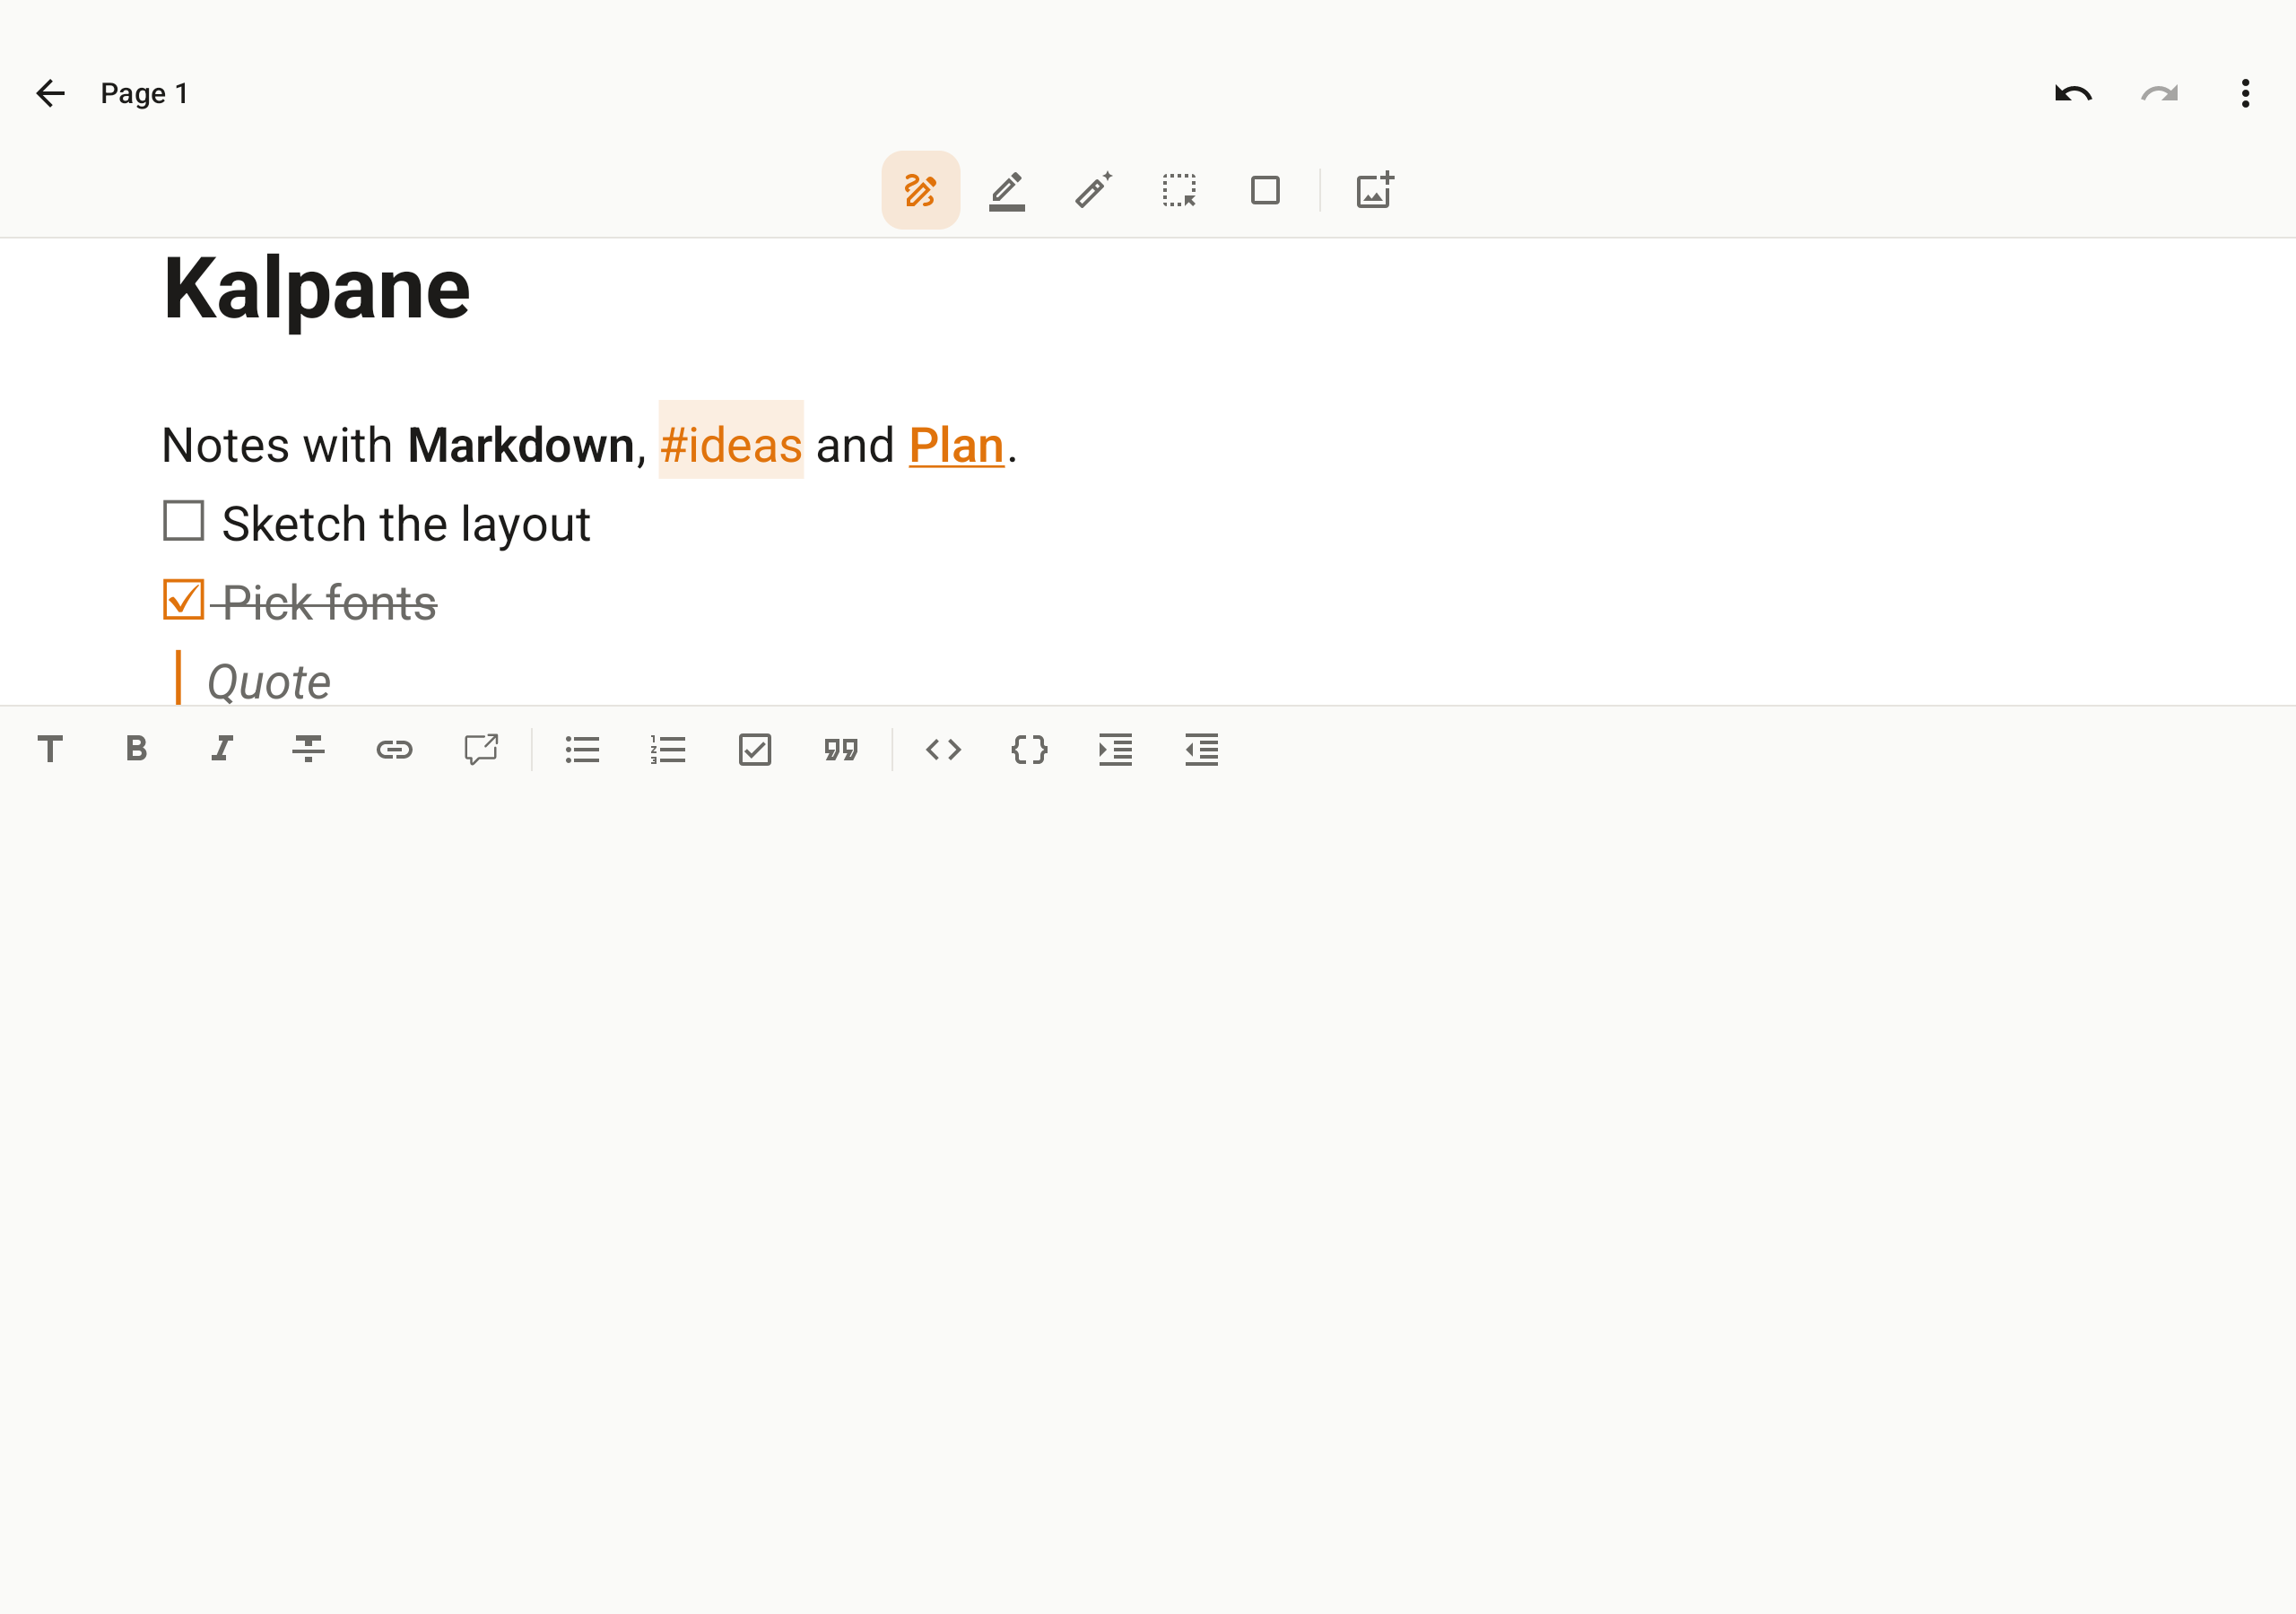 Page 1
Kalpane
Notes with Markdown, #ideas and Plan.
Sketch the layout
Pick fonts
Quote